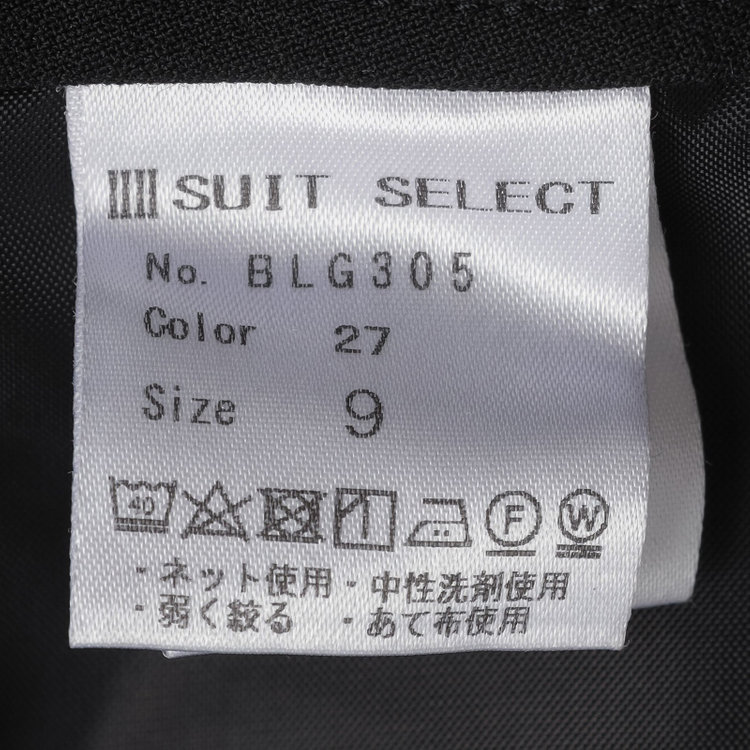 SUIT SELECT
No. BLG305
Color 27
Size 9
40 F W
・ネット使用・中性洗剤使用
・弱く絞る ・あて布使用